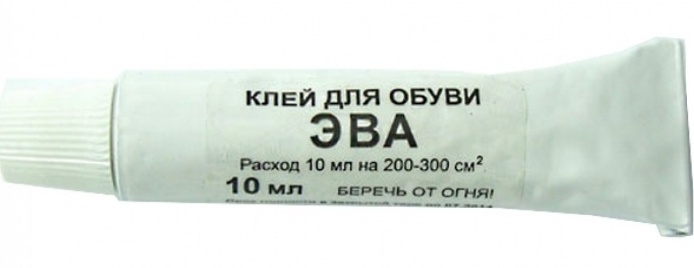 КЛЕЙ ДЛЯ ОБУВИ
ЭВА
Расход 10 мл на 200-300 см²
10 мл БЕРЕЧЬ ОТ ОГНЯ!